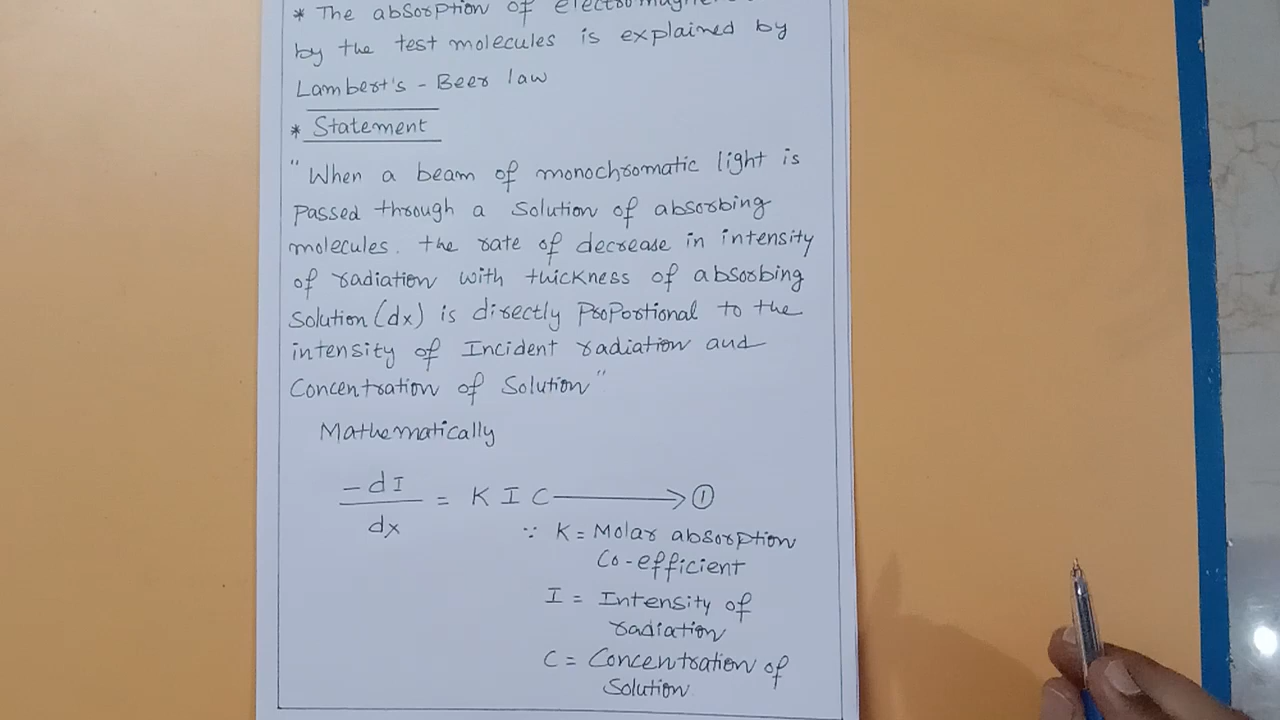 * The absorption of
by the test molecules is explained by
Lambert's - Beer law
* Statement
"When a beam of monochromatic light is
Passed through a Solution of absorbing
molecules. the rate of decrease in intensity
of radiation with thickness of absorbing
Solution (dx) is directly ProPortional to the
intensity of Incident radiation and
Concentration of Solution"
Mathematically
-dI/dx = K I C ⟶ ①
∵ K = Molar absorption
Co-efficient
I = Intensity of
radiation
C = Concentration of
Solution